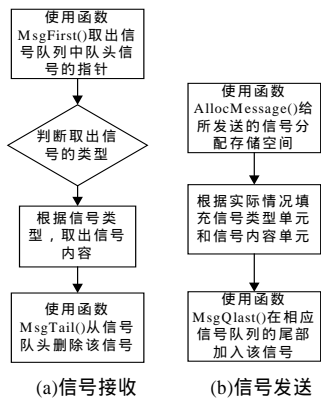 使用函数
MsgFirst()取出信
号队列中队头信
号的指针
判断取出信
号的类型
根据信号类
型，取出信号
内容
使用函数
MsgTail()从信号
队头删除该信号
(a)信号接收
使用函数
AllocMessage()给
所发送的信号分
配存储空间
根据实际情况填
充信号类型单元
和信号内容单元
使用函数
MsgQlast()在相应
信号队列的尾部
加入该信号
(b)信号发送